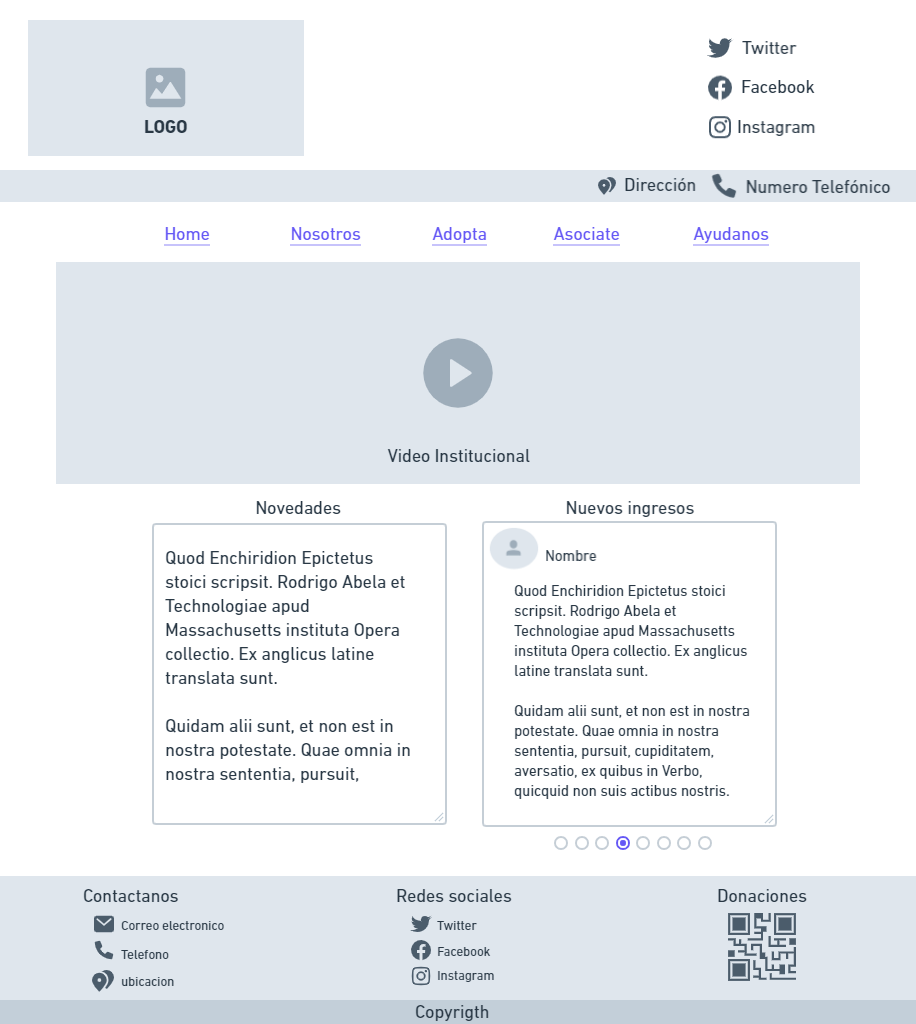 LOGO
Twitter
Facebook
Instagram
Dirección
Numero Telefónico
Home
Nosotros
Adopta
Asociate
Ayudanos
Video Institucional
Novedades
Quod Enchiridion Epictetus
stoici scripsit. Rodrigo Abela et
Technologiae apud
Massachusetts instituta Opera
collectio. Ex anglicus latine
translata sunt.
Quidam alii sunt, et non est in
nostra potestate. Quae omnia in
nostra sententia, pursuit,
Nuevos ingresos
Nombre
Quod Enchiridion Epictetus stoici
scripsit. Rodrigo Abela et
Technologiae apud Massachusetts
instituta Opera collectio. Ex anglicus
latine translata sunt.
Quidam alii sunt, et non est in nostra
potestate. Quae omnia in nostra
sententia, pursuit, cupiditatem,
aversatio, ex quibus in Verbo,
quicquid non suis actibus nostris.
Contactanos
Correo electronico
Telefono
ubicacion
Redes sociales
Twitter
Facebook
Instagram
Donaciones
Copyrigth